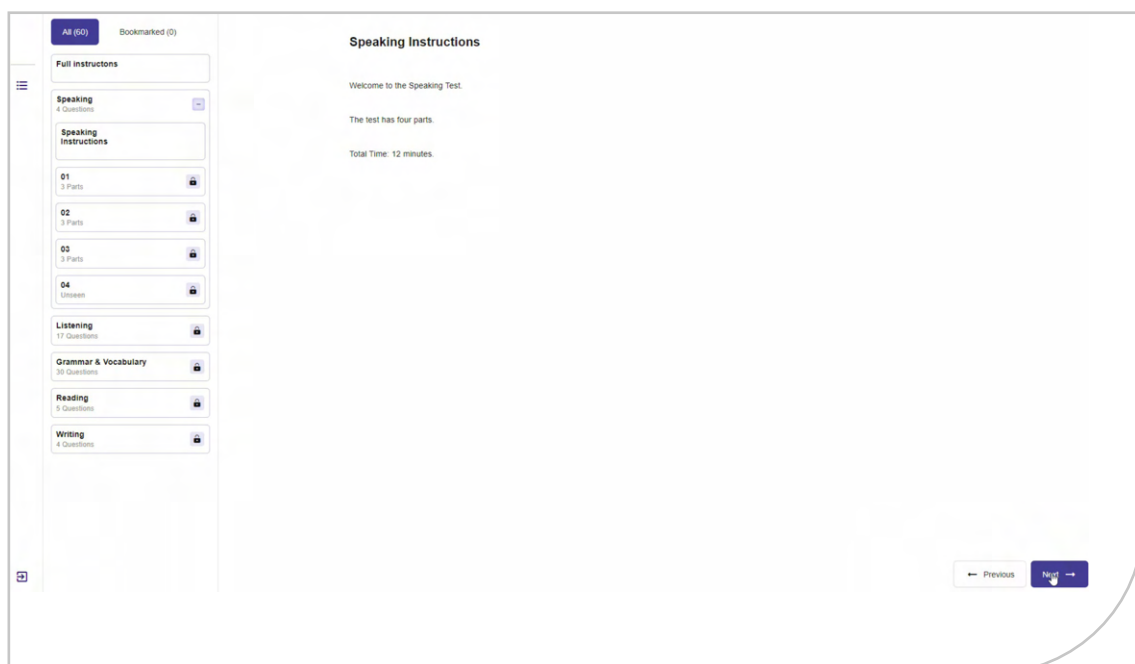 All (60)
Bookmarked (0)
Full instructons
Speaking
4 Questions
Speaking
Instructions
01
3 Parts
02
3 Parts
03
3 Parts
04
Unseen
Listening
17 Questions
Grammar & Vocabulary
30 Questions
Reading
5 Questions
Writing
4 Questions
Speaking Instructions
Welcome to the Speaking Test.
The test has four parts.
Total Time: 12 minutes.
← Previous
Next →